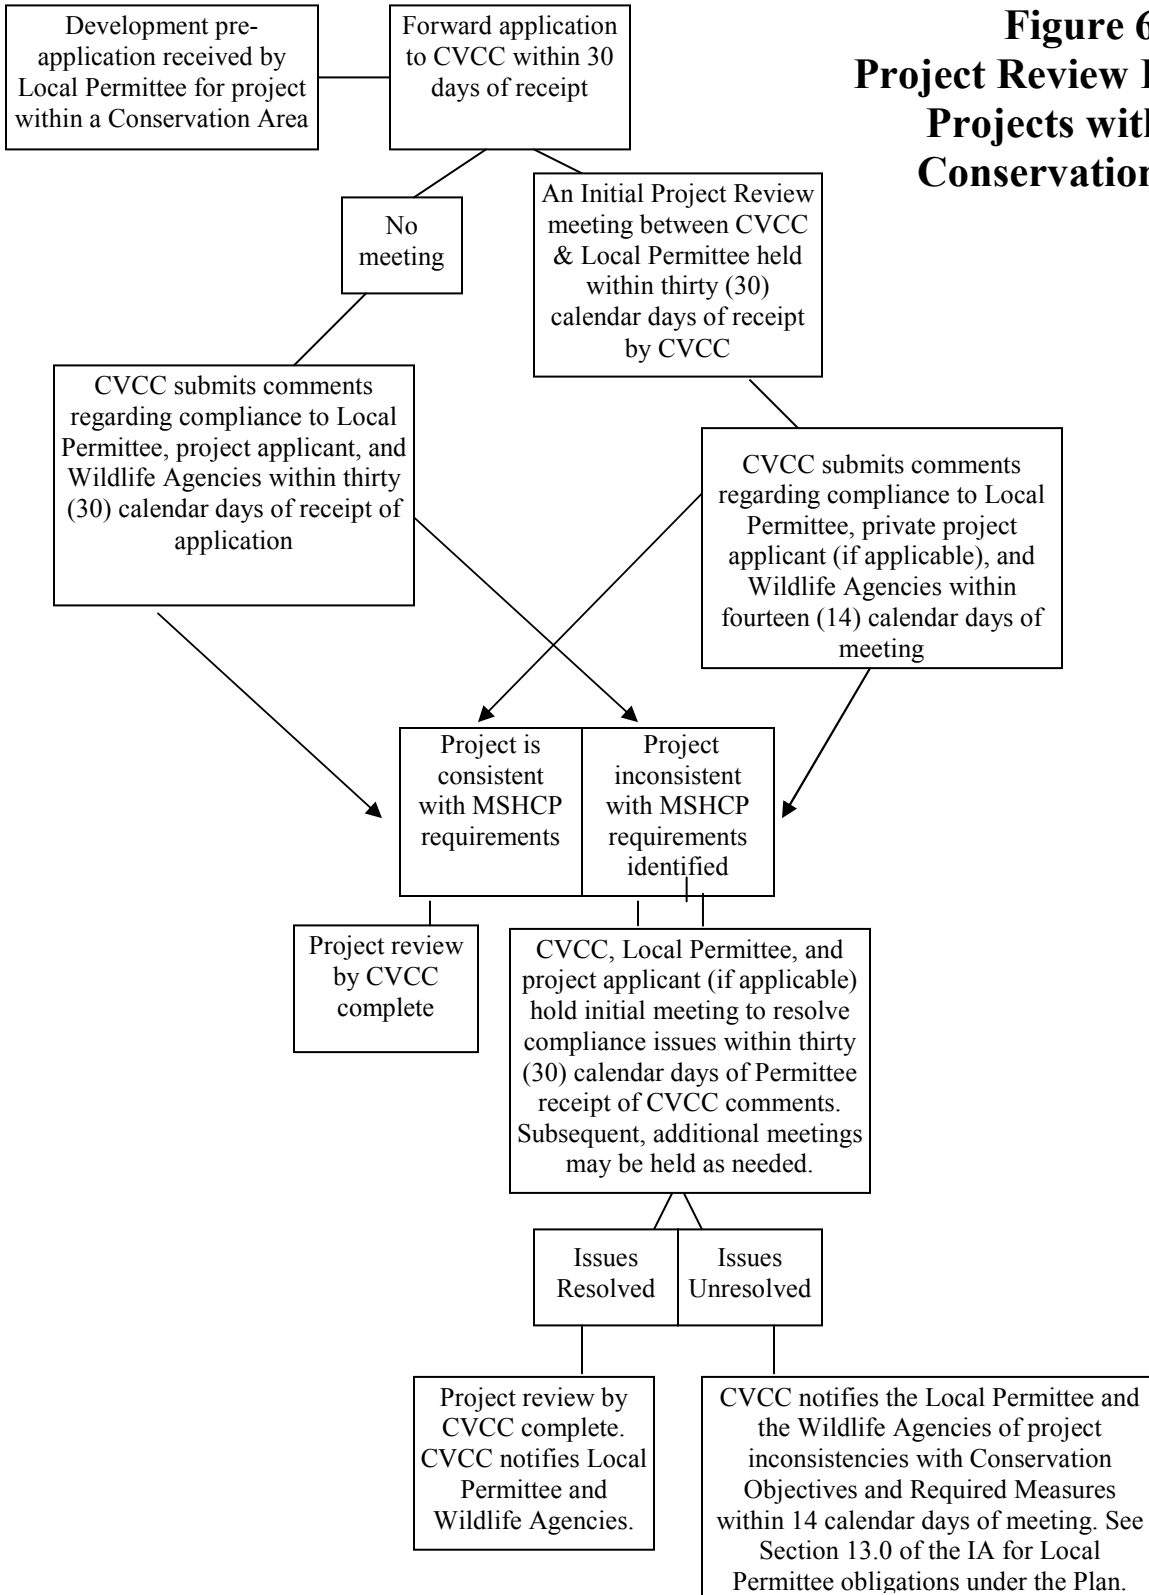 Figure 6
Project Review
Projects with
Conservation
Development pre-
application received by
Local Permittee for project
within a Conservation Area
Forward application
to CVCC within 30
days of receipt
No
meeting
An Initial Project Review
meeting between CVCC
& Local Permittee held
within thirty (30)
calendar days of receipt
by CVCC
CVCC submits comments
regarding compliance to Local
Permittee, project applicant, and
Wildlife Agencies within thirty
(30) calendar days of receipt of
application
CVCC submits comments
regarding compliance to Local
Permittee, private project
applicant (if applicable), and
Wildlife Agencies within
fourteen (14) calendar days of
meeting
Project is
consistent
with MSHCP
requirements
Project
inconsistent
with MSHCP
requirements
identified
Project review
by CVCC
complete
CVCC, Local Permittee, and
project applicant (if applicable)
hold initial meeting to resolve
compliance issues within thirty
(30) calendar days of Permittee
receipt of CVCC comments.
Subsequent, additional meetings
may be held as needed.
Issues
Resolved
Issues
Unresolved
Project review by
CVCC complete.
CVCC notifies Local
Permittee and
Wildlife Agencies.
CVCC notifies the Local Permittee and
the Wildlife Agencies of project
inconsistencies with Conservation
Objectives and Required Measures
within 14 calendar days of meeting. See
Section 13.0 of the IA for Local
Permittee obligations under the Plan.